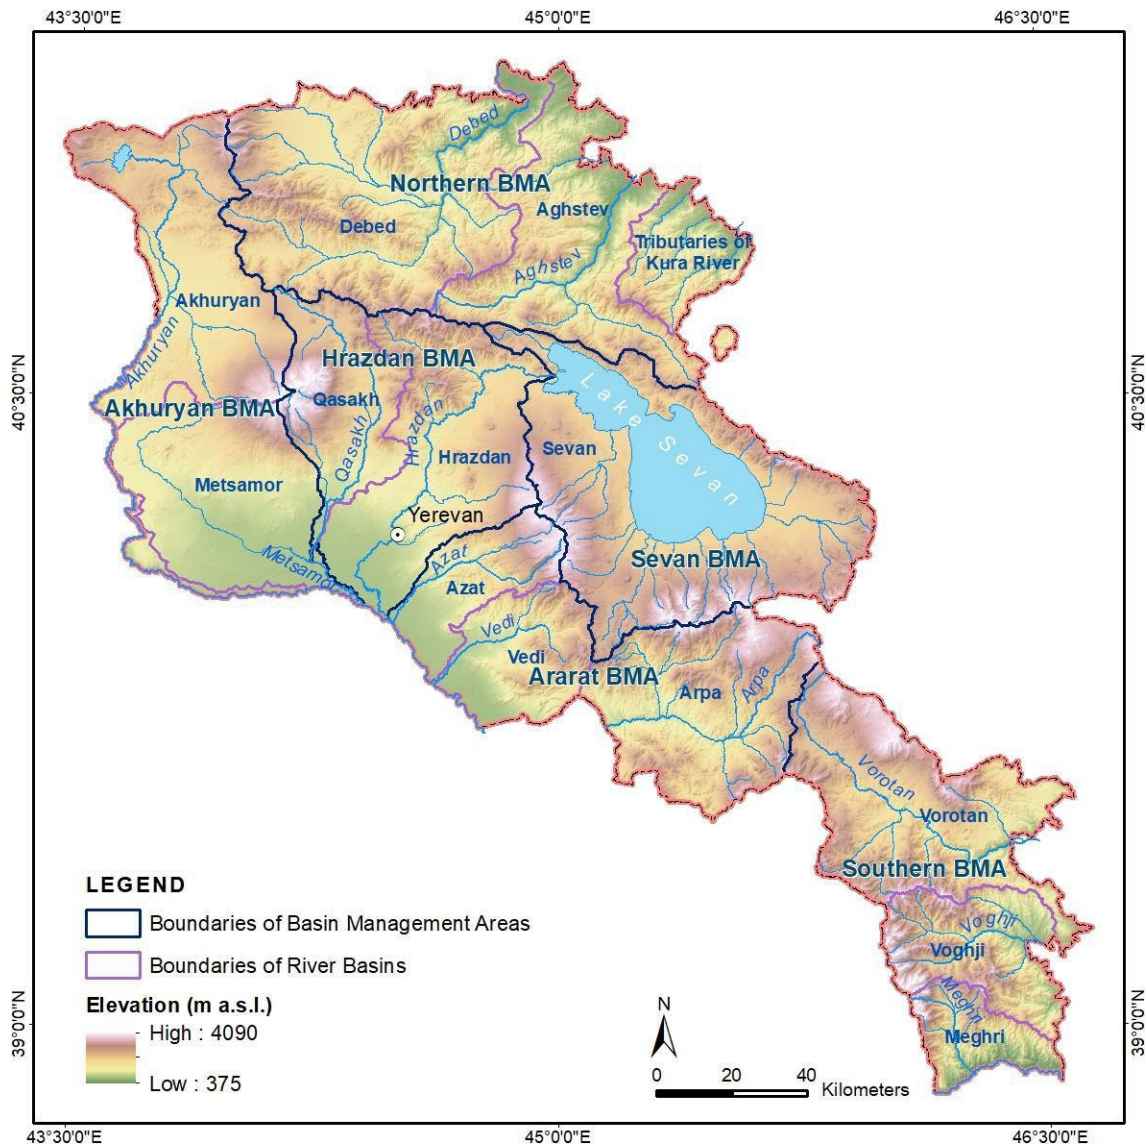 43°30'0"E
45°0'0"E
46°30'0"E
Debed
Northern BMA
Aghstev
Debed
Tributaries of
Kura River
Aghstev
Akhuryan
Akhuryan
Hrazdan BMA
40°30'0"N
40°30'0"N
Lake Sevan
Qasakh
Akhuryan BMA
Hrazdan
Qasakh
Sevan
Hrazdan
Metsamor
Yerevan
Metsamor
Azat
Sevan BMA
Azat
Vedi
Vedi
Ararat BMA
Arpa
Arpa
Vorotan
Vorotan
Southern BMA
LEGEND
Boundaries of Basin Management Areas
Voghji
Voghji
Boundaries of River Basins
Elevation (m a.s.l.)
Meghri
N
High : 4090
39°0'0"N
39°0'0"N
Meghri
Low : 375
0 20 40
Kilometers
43°30'0"E
45°0'0"E
46°30'0"E